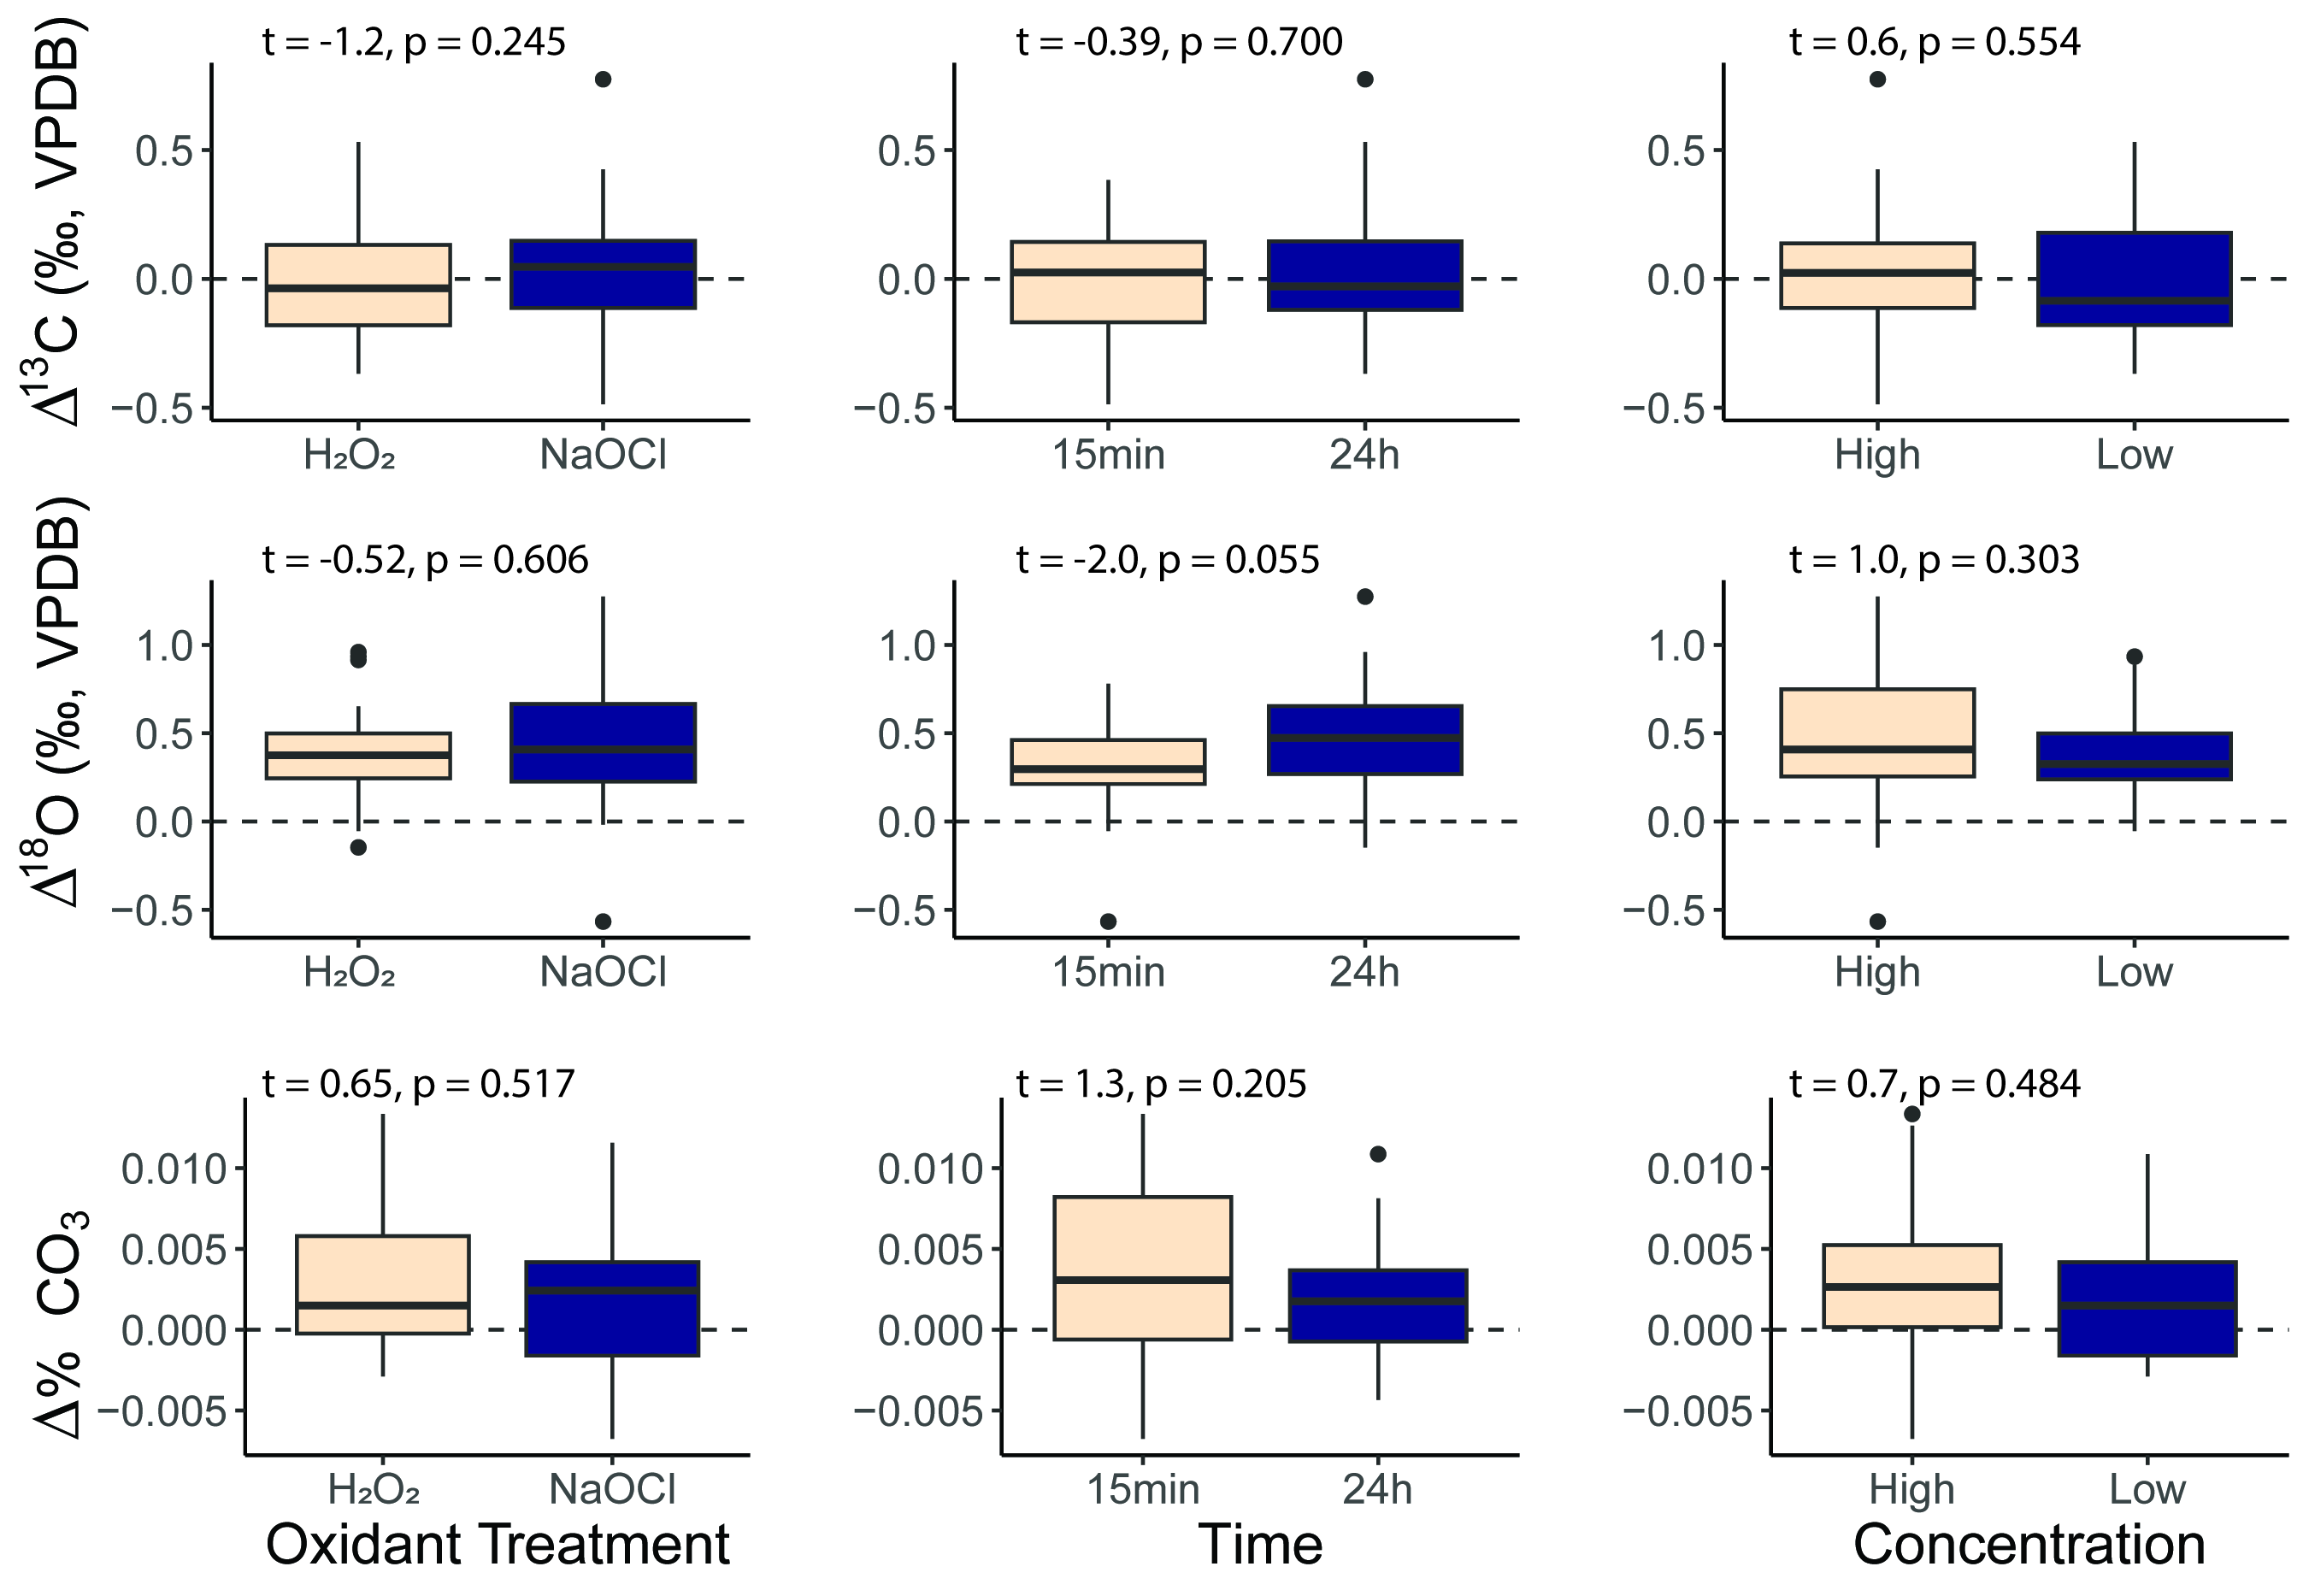 t = -1.2, p = 0.245
t = -0.39, p = 0.700
t = 0.6, p = 0.554
Δ¹³C (‰, VPDB)
0.5
0.0
−0.5
H₂O₂ NaOCl
0.5
0.0
−0.5
15min 24h
0.5
0.0
−0.5
High Low
t = -0.52, p = 0.606
t = -2.0, p = 0.055
t = 1.0, p = 0.303
Δ¹⁸O (‰, VPDB)
1.0
0.5
0.0
−0.5
H₂O₂ NaOCl
1.0
0.5
0.0
−0.5
15min 24h
1.0
0.5
0.0
−0.5
High Low
t = 0.65, p = 0.517
t = 1.3, p = 0.205
t = 0.7, p = 0.484
Δ% CO₃
0.010
0.005
0.000
−0.005
H₂O₂ NaOCl
Oxidant Treatment
0.010
0.005
0.000
−0.005
15min 24h
Time
0.010
0.005
0.000
−0.005
High Low
Concentration